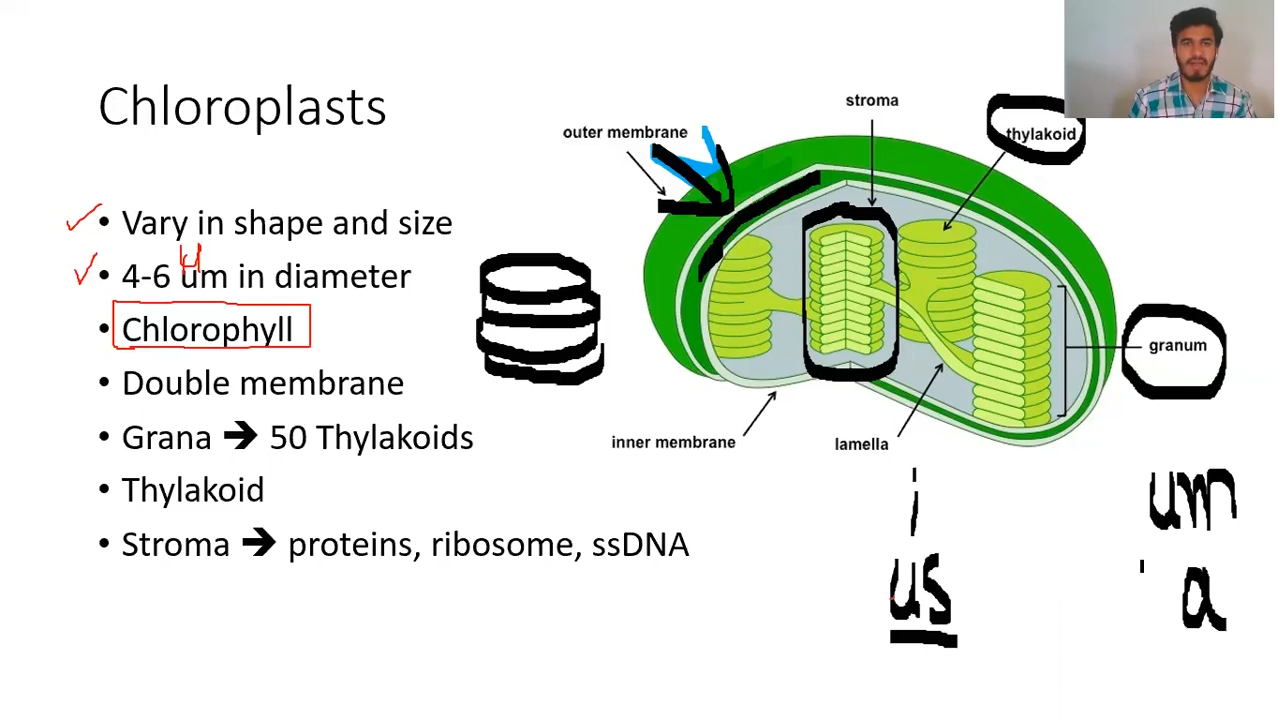 Chloroplasts
• Vary in shape and size
• 4-6 um in diameter
• Chlorophyll
• Double membrane
• Grana 🡺 50 Thylakoids
• Thylakoid
• Stroma 🡺 proteins, ribosome, ssDNA
stroma
outer membrane
thylakoid
granum
inner membrane
lamella
i
um
us
a